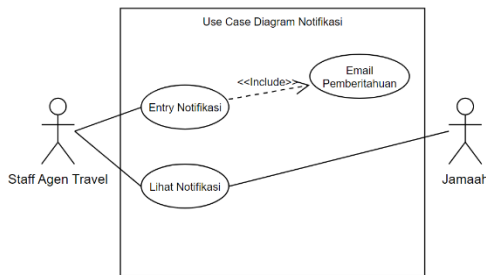 Use Case Diagram Notifikasi
Email
Pemberitahuan
<<Include>>
Entry Notifikasi
Staff Agen Travel
Lihat Notifikasi
Jamaah